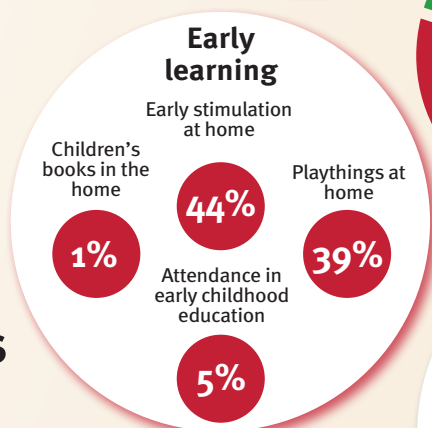 Early
learning
Early stimulation
at home
44%
Children’s
books in the
home
1%
Playthings at
home
39%
Attendance in
early childhood
education
5%
s